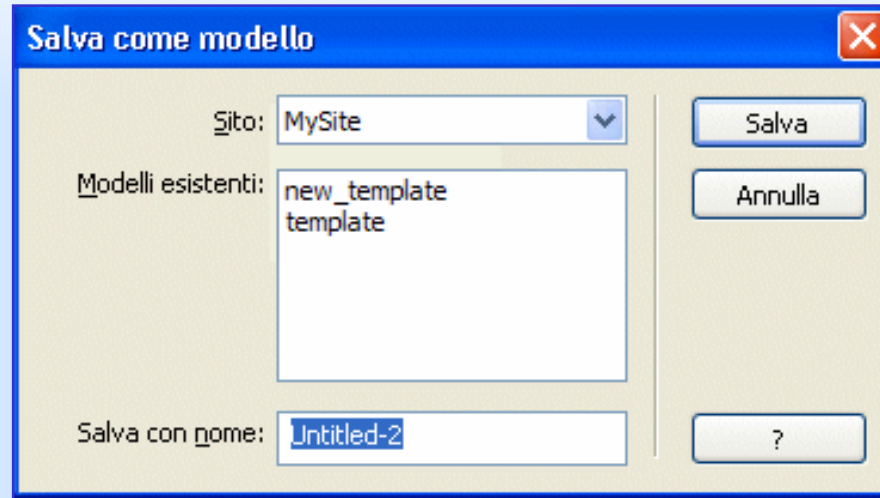 Salva come modello
Sito: MySite
Salva
Modelli esistenti: new_template
template
Annulla
Salva con nome: Untitled-2
?